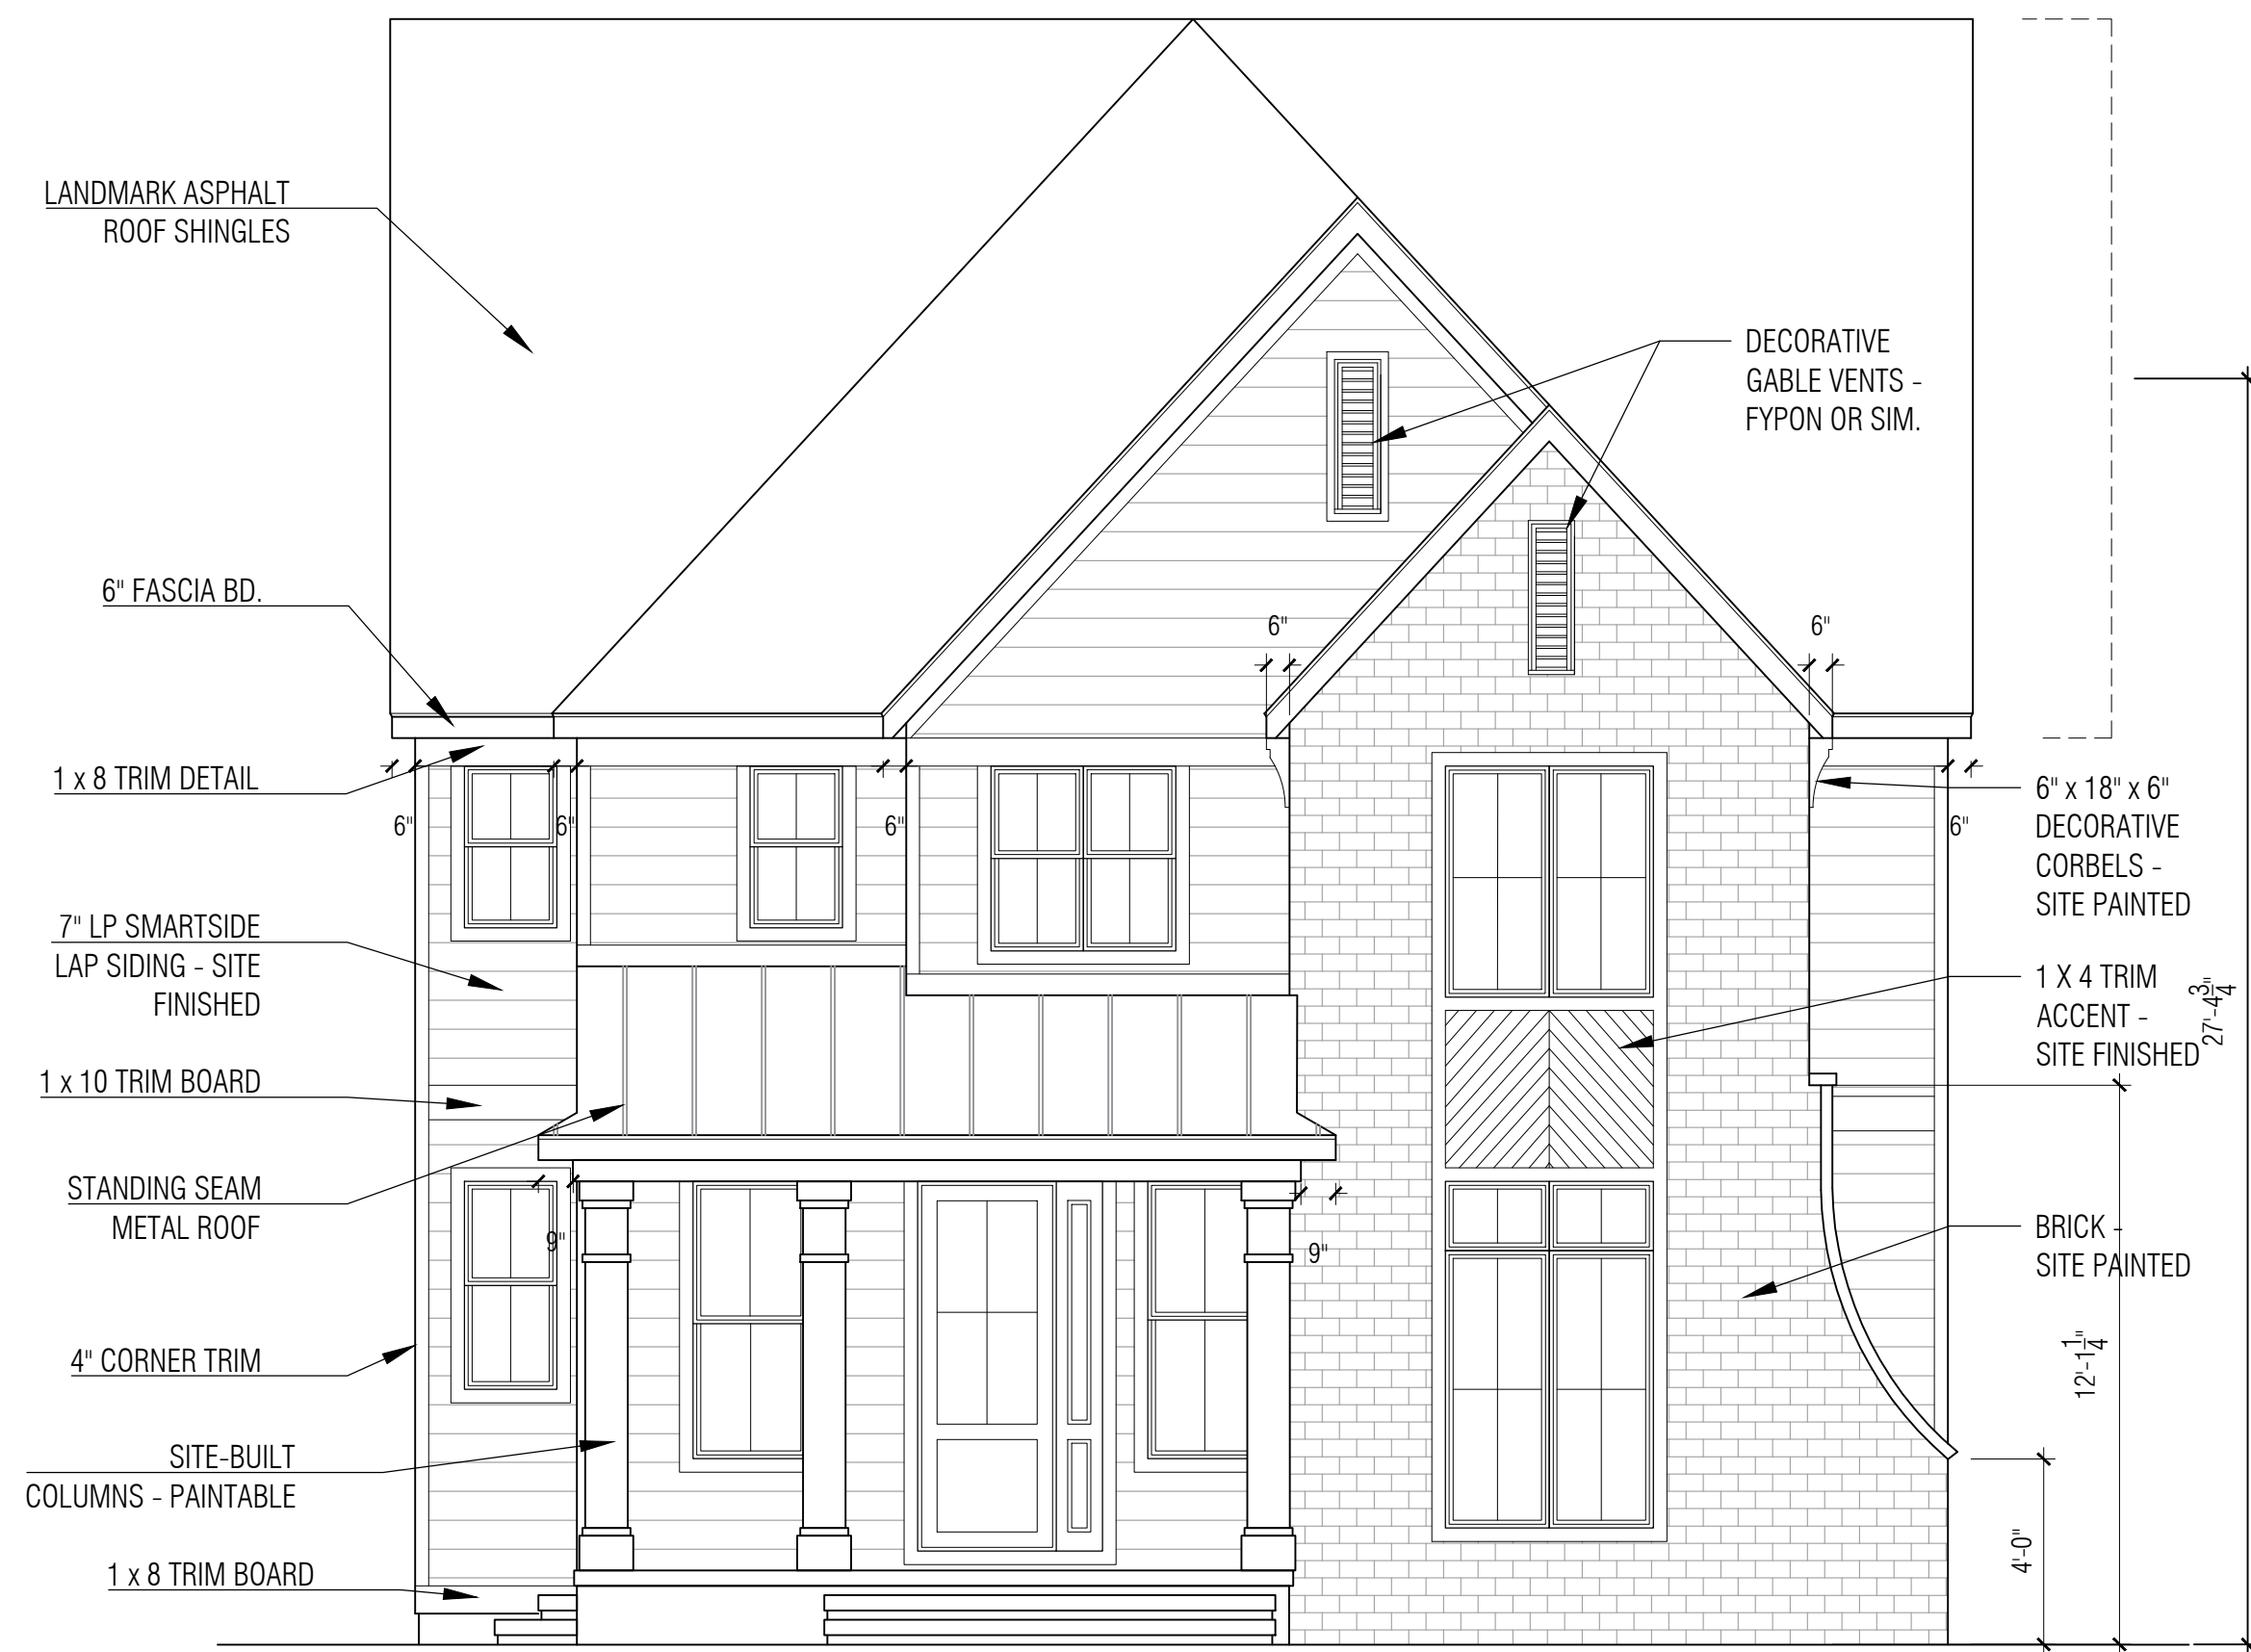 LANDMARK ASPHALT
ROOF SHINGLES
DECORATIVE
GABLE VENTS -
FYPON OR SIM.
6" FASCIA BD.
6"
6"
1 x 8 TRIM DETAIL
6"
6"
6"
6"
6" x 18" x 6"
DECORATIVE
CORBELS -
SITE PAINTED
7" LP SMARTSIDE
LAP SIDING - SITE
FINISHED
1 X 4 TRIM
ACCENT -
SITE FINISHED
27'-4 3/4"
1 x 10 TRIM BOARD
STANDING SEAM
METAL ROOF
9"
9"
BRICK -
SITE PAINTED
4" CORNER TRIM
12'-1 1/4"
SITE-BUILT
COLUMNS - PAINTABLE
4'-0"
1 x 8 TRIM BOARD